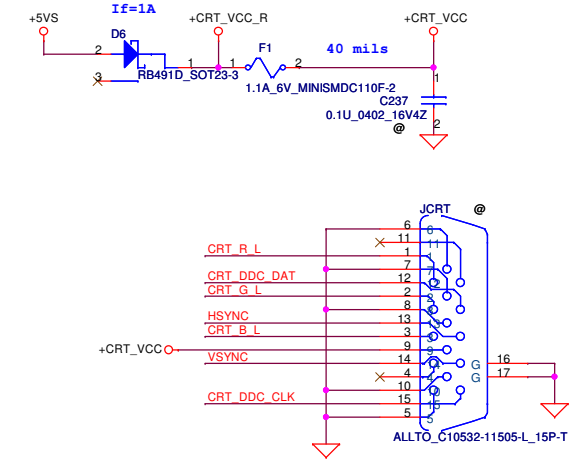 If=1A
+5VS
+CRT_VCC_R
+CRT_VCC
D6
F1
40 mils
2
1
1
2
3
RB491D_SOT23-3
1.1A_6V_MINISMDC110F-2
1
C237
0.1U_0402_16V4Z
@
2
JCRT
@
6
11
CRT_R_L
1
7
CRT_DDC_DAT
12
CRT_G_L
2
8
HSYNC
13
CRT_B_L
3
+CRT_VCC
9
VSYNC
14
G
16
4
G
17
10
CRT_DDC_CLK
15
5
ALLTO_C10532-11505-L_15P-T